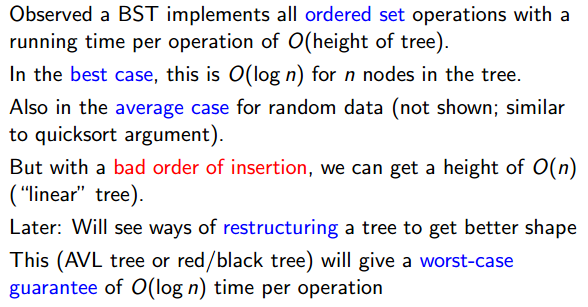 Observed a BST implements all ordered set operations with a
running time per operation of O(height of tree).
In the best case, this is O(log n) for n nodes in the tree.
Also in the average case for random data (not shown; similar
to quicksort argument).
But with a bad order of insertion, we can get a height of O(n)
(“linear” tree).
Later: Will see ways of restructuring a tree to get better shape
This (AVL tree or red/black tree) will give a worst-case
guarantee of O(log n) time per operation